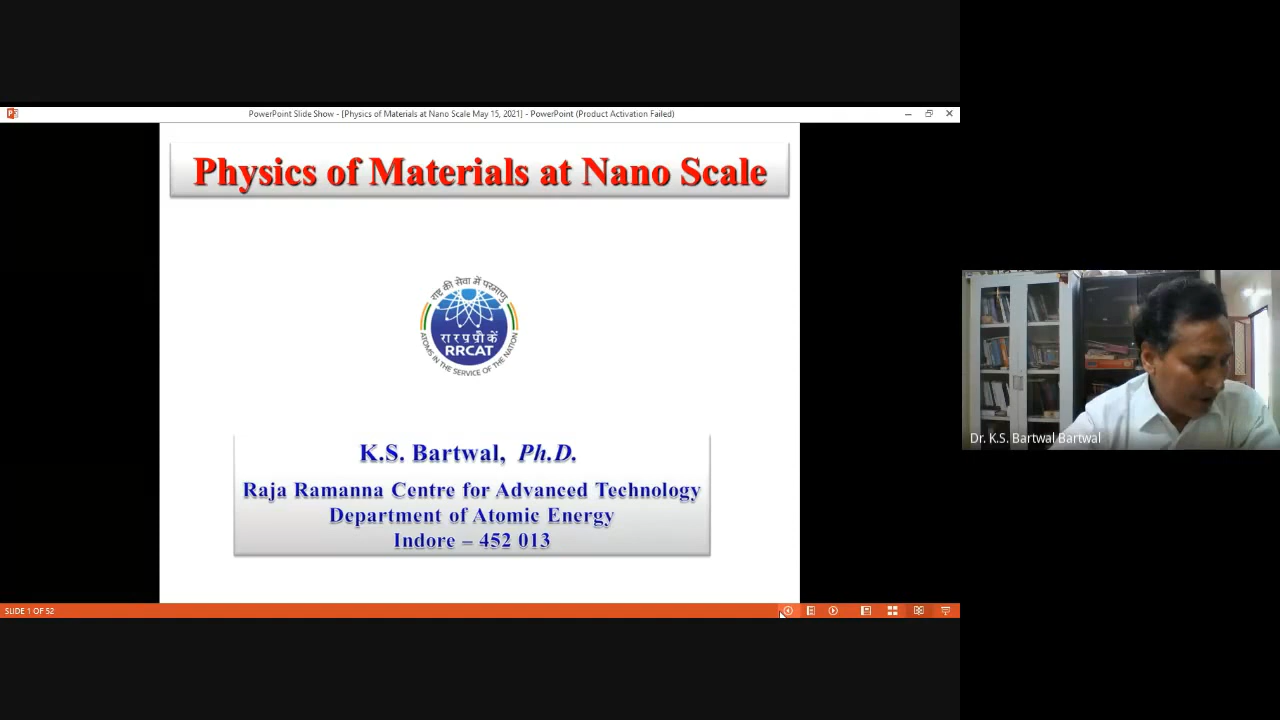 PowerPoint Slide Show - [Physics of Materials at Nano Scale May 15, 2021] - PowerPoint (Product Activation Failed)
Physics of Materials at Nano Scale
राष्ट्र की सेवा में परमाणु
रारप्रप्रौकें
RRCAT
ATOMS IN THE SERVICE OF THE NATION
K.S. Bartwal, Ph.D.
Raja Ramanna Centre for Advanced Technology
Department of Atomic Energy
Indore – 452 013
Dr. K.S. Bartwal Bartwal
SLIDE 1 OF 52